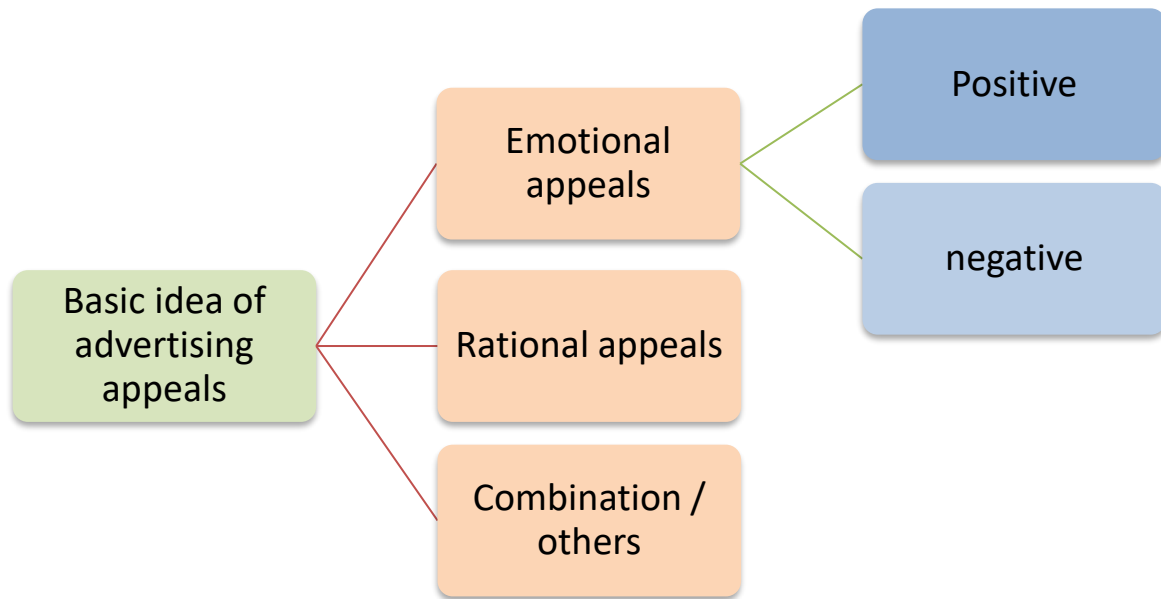 Basic idea of
advertising
appeals
Emotional
appeals
Positive
negative
Rational appeals
Combination /
others